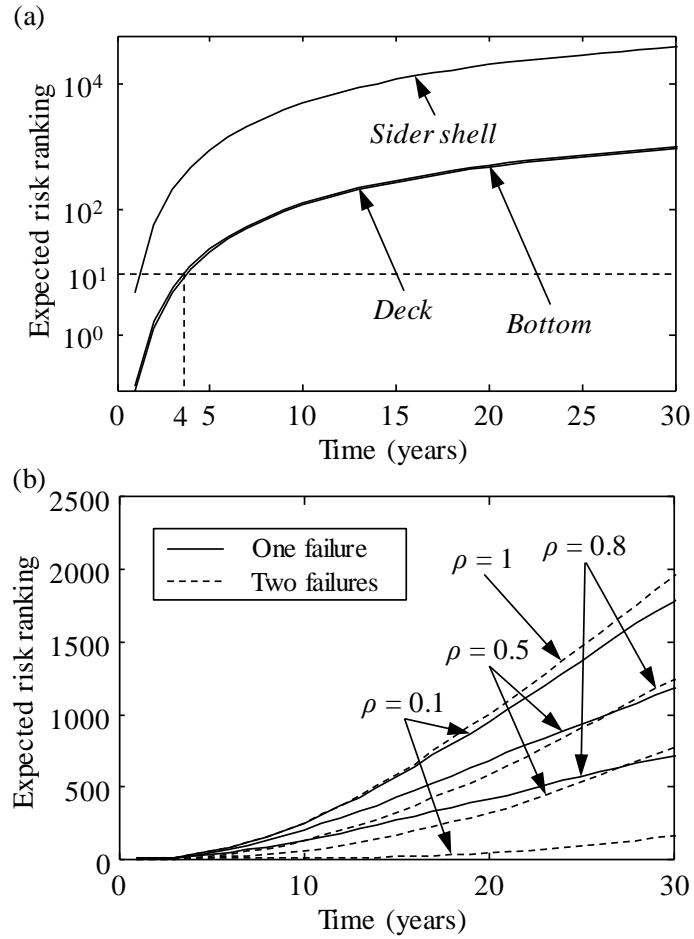 (a)
Expected risk ranking
10^4
10^2
10^1
10^0
Sider shell
Deck
Bottom
0 4 5 10 15 20 25 30
Time (years)
(b)
Expected risk ranking
2500
2000
1500
1000
500
0
One failure
Two failures
ρ = 1
ρ = 0.8
ρ = 0.5
ρ = 0.1
10 20 30
Time (years)